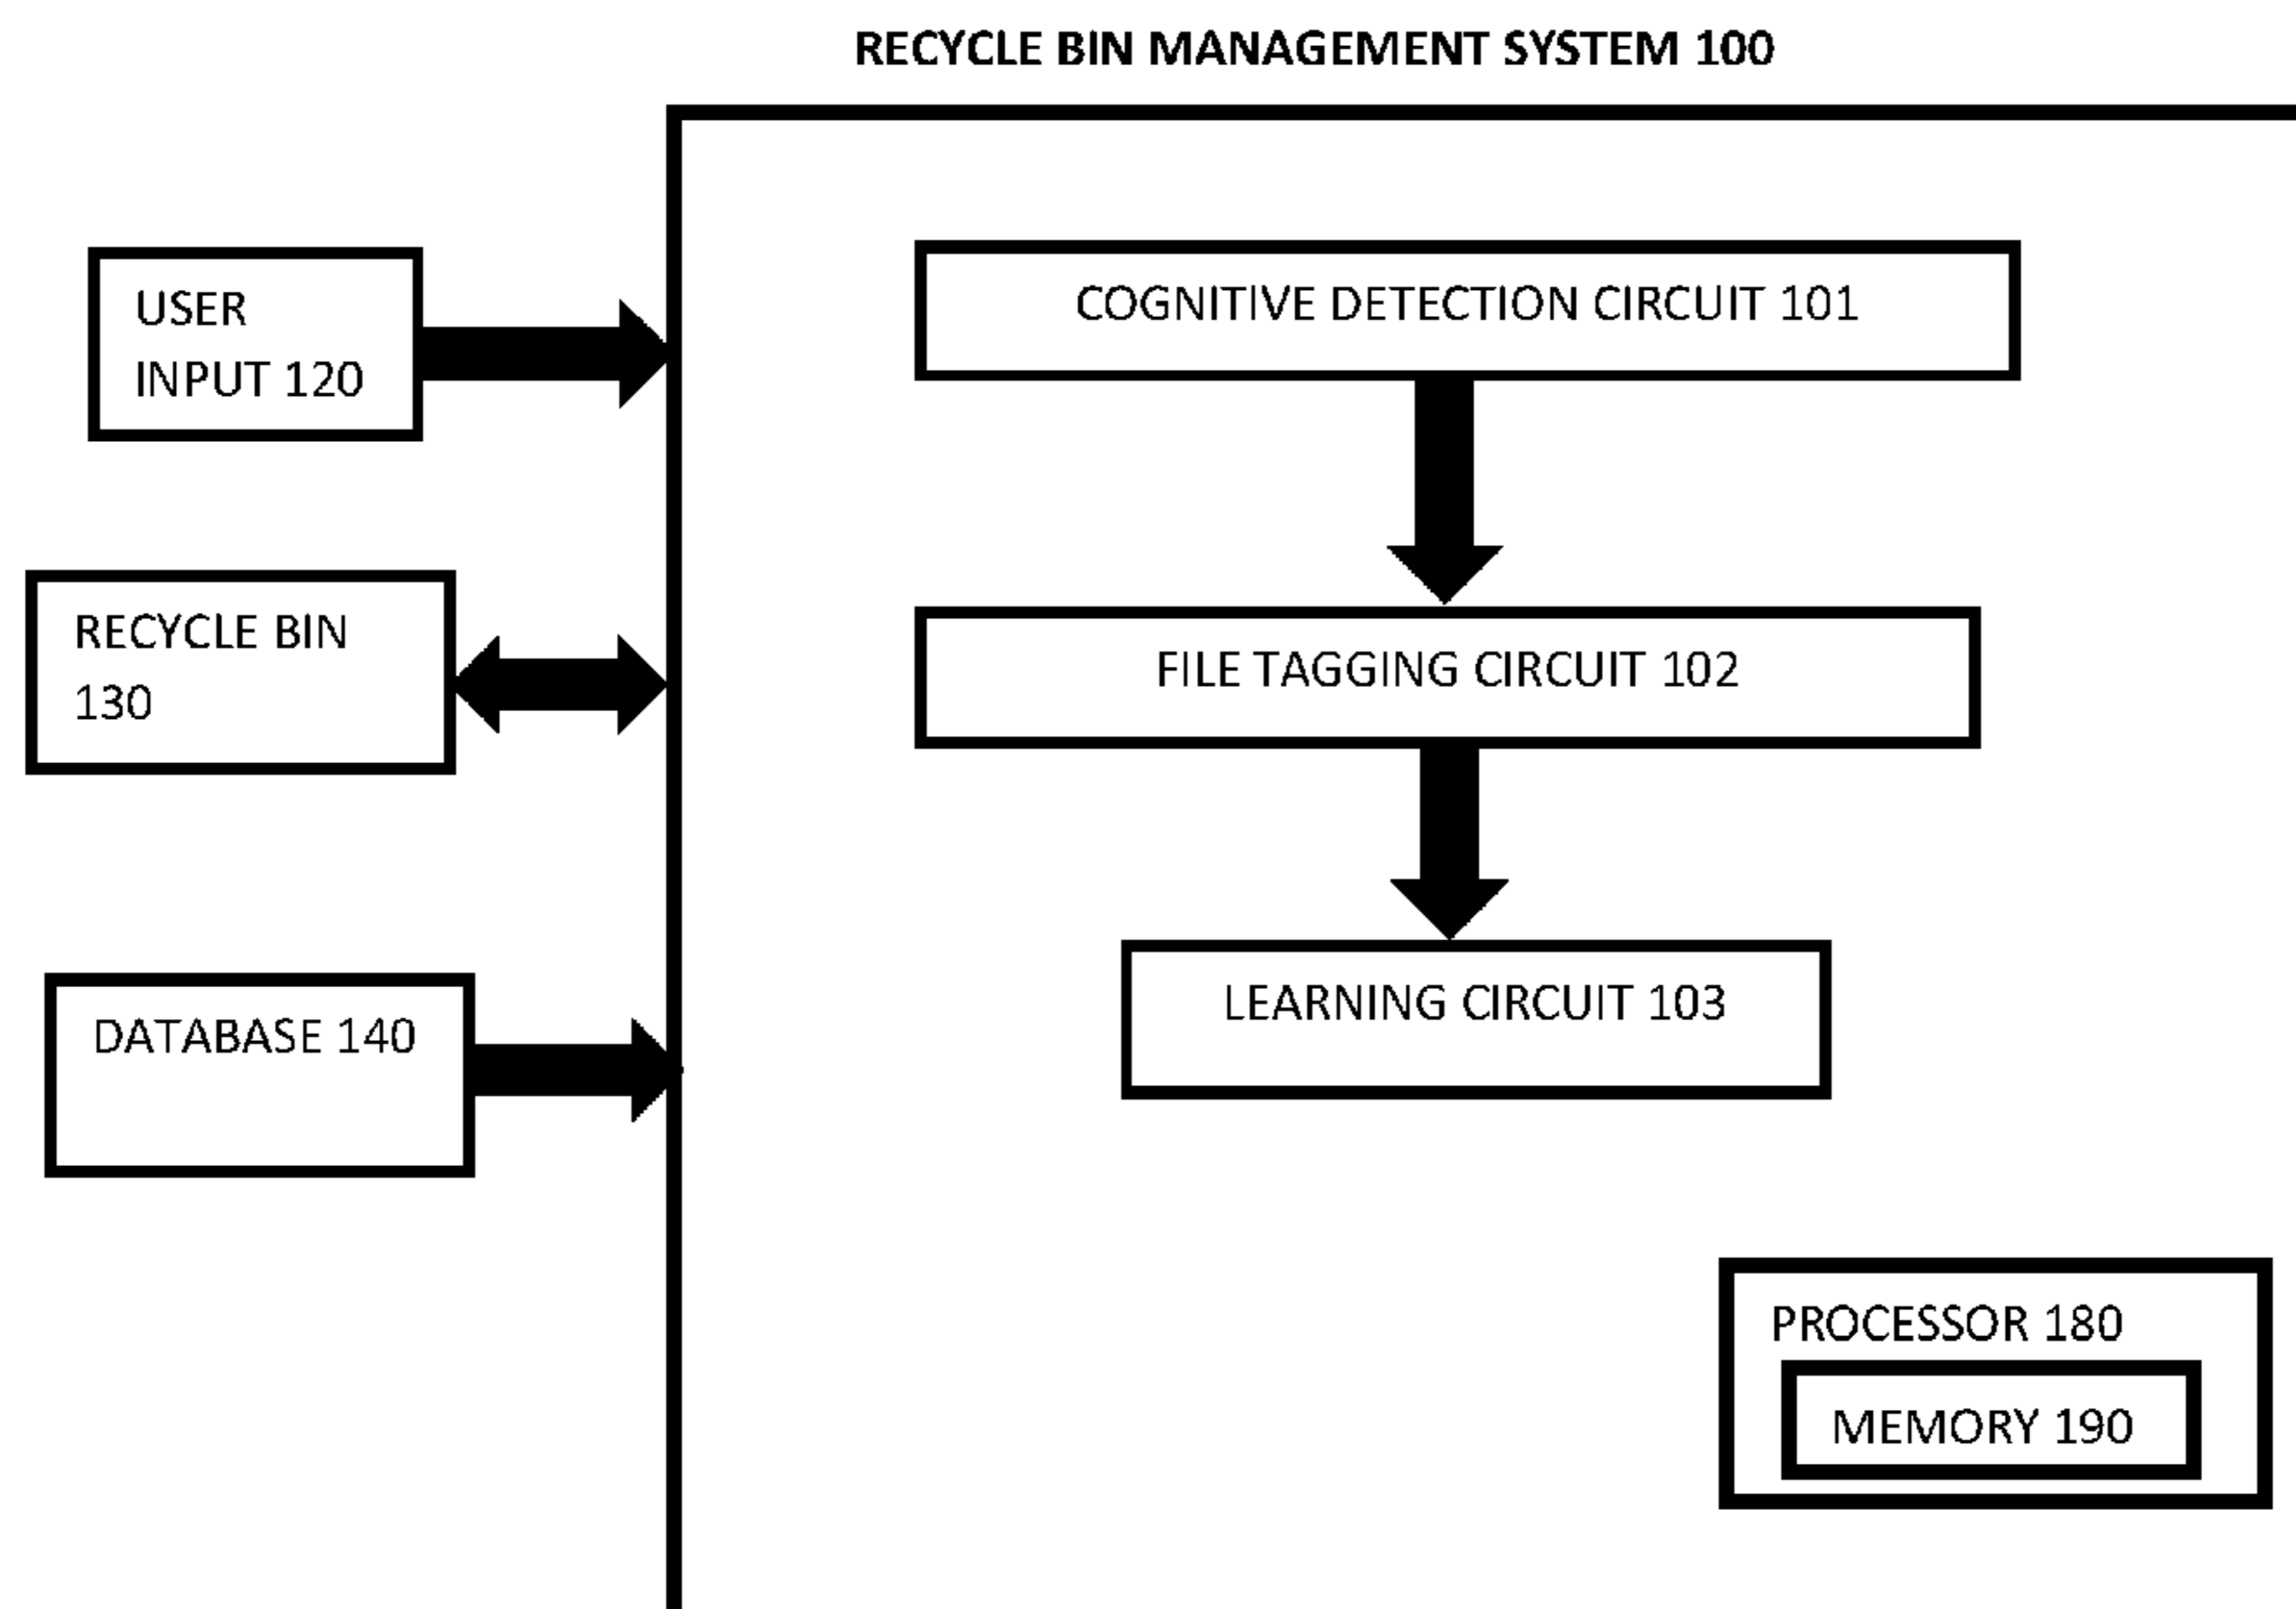 RECYCLE BIN MANAGEMENT SYSTEM 100
USER
INPUT 120
COGNITIVE DETECTION CIRCUIT 101
RECYCLE BIN
130
FILE TAGGING CIRCUIT 102
DATABASE 140
LEARNING CIRCUIT 103
PROCESSOR 180
MEMORY 190